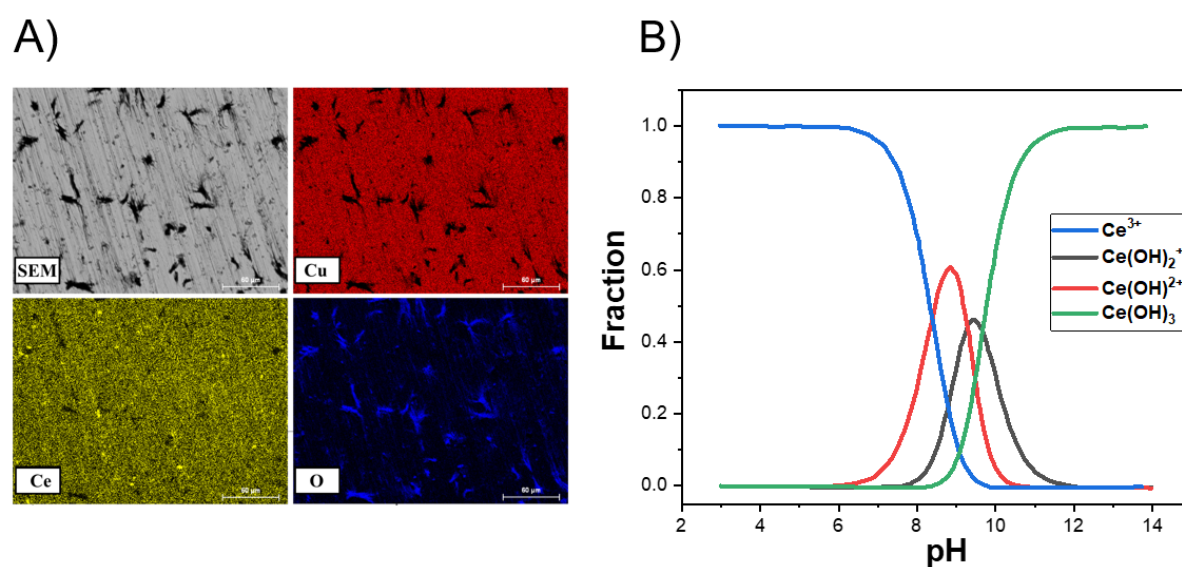 A)
B)
SEM
60 µm
Cu
60 µm
Ce
O
60 µm
Fraction
1.0
0.8
0.6
0.4
0.2
0.0
2 4 6 8 10 12 14
pH
Ce³⁺
Ce(OH)₂⁺
Ce(OH)²⁺
Ce(OH)₃